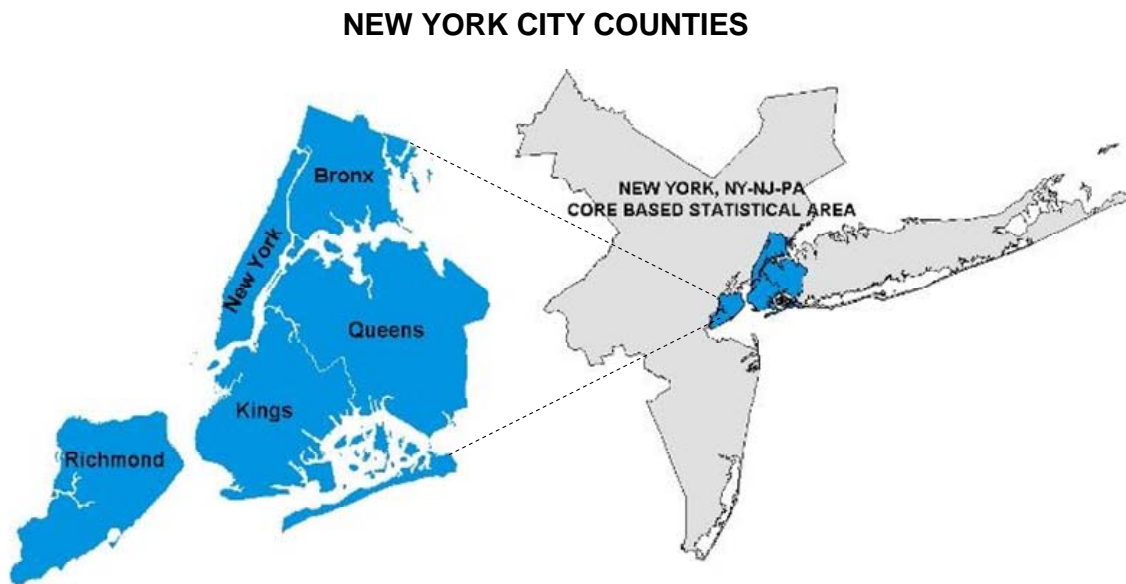 NEW YORK CITY COUNTIES
Bronx
New York
Queens
Kings
Richmond
NEW YORK, NY-NJ-PA
CORE BASED STATISTICAL AREA